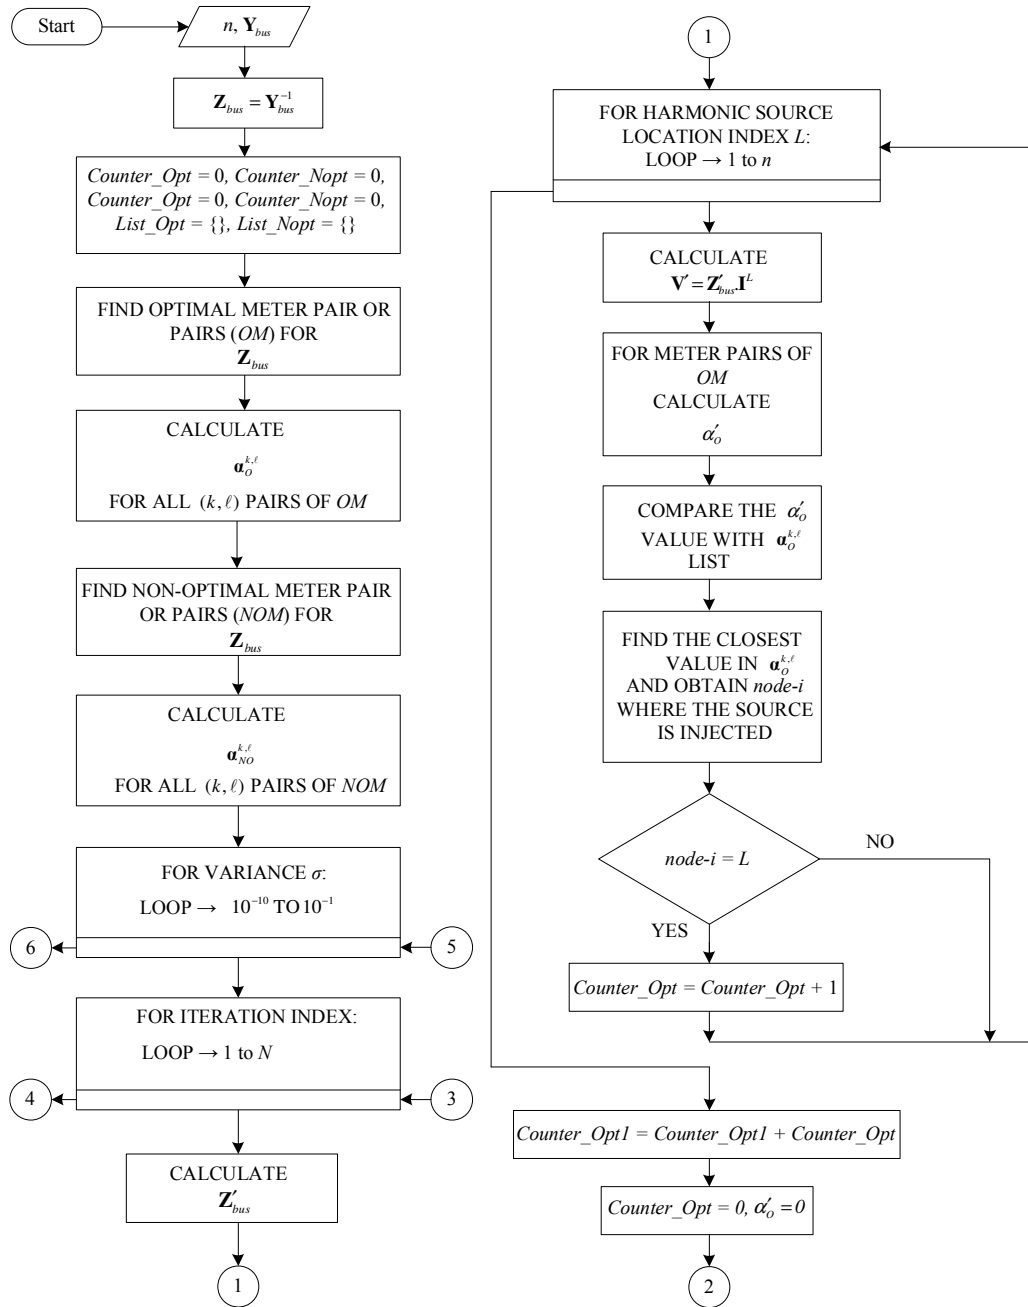 Start
n, Y_bus
Z_bus = Y_bus^-1
Counter_Opt = 0, Counter_Nopt = 0,
Counter_Opt = 0, Counter_Nopt = 0,
List_Opt = {}, List_Nopt = {}
FIND OPTIMAL METER PAIR OR
PAIRS (OM) FOR
Z_bus
CALCULATE
α_O^k,ℓ
FOR ALL (k, ℓ) PAIRS OF OM
FIND NON-OPTIMAL METER PAIR
OR PAIRS (NOM) FOR
Z_bus
CALCULATE
α_NO^k,ℓ
FOR ALL (k, ℓ) PAIRS OF NOM
FOR VARIANCE σ:
LOOP → 10^-10 TO 10^-1
6
5
FOR ITERATION INDEX:
LOOP → 1 to N
4
3
CALCULATE
Z′_bus
1
1
FOR HARMONIC SOURCE
LOCATION INDEX L:
LOOP → 1 to n
CALCULATE
V′ = Z′_bus.I^L
FOR METER PAIRS OF
OM
CALCULATE
α′_o
COMPARE THE α′_o
VALUE WITH α_O^k,ℓ
LIST
FIND THE CLOSEST
VALUE IN α_O^k,ℓ
AND OBTAIN node-i
WHERE THE SOURCE
IS INJECTED
node-i = L
NO
YES
Counter_Opt = Counter_Opt + 1
Counter_Opt1 = Counter_Opt1 + Counter_Opt
Counter_Opt = 0, α′_o = 0
2